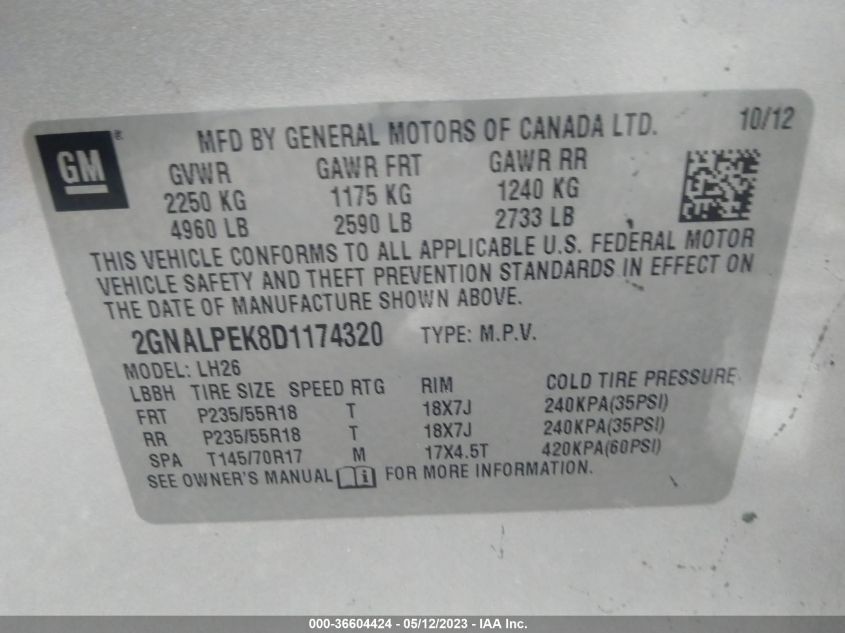 GM ®
MFD BY GENERAL MOTORS OF CANADA LTD. 10/12
GVWR GAWR FRT GAWR RR
2250 KG 1175 KG 1240 KG
4960 LB 2590 LB 2733 LB
THIS VEHICLE CONFORMS TO ALL APPLICABLE U.S. FEDERAL MOTOR
VEHICLE SAFETY AND THEFT PREVENTION STANDARDS IN EFFECT ON
THE DATE OF MANUFACTURE SHOWN ABOVE.
2GNALPEK8D1174320 TYPE: M.P.V.
MODEL: LH26
LBBH TIRE SIZE SPEED RTG RIM COLD TIRE PRESSURE
FRT P235/55R18 T 18X7J 240KPA(35PSI)
RR P235/55R18 T 18X7J 240KPA(35PSI)
SPA T145/70R17 M 17X4.5T 420KPA(60PSI)
SEE OWNER'S MANUAL i FOR MORE INFORMATION.
000-36604424 - 05/12/2023 - IAA Inc.